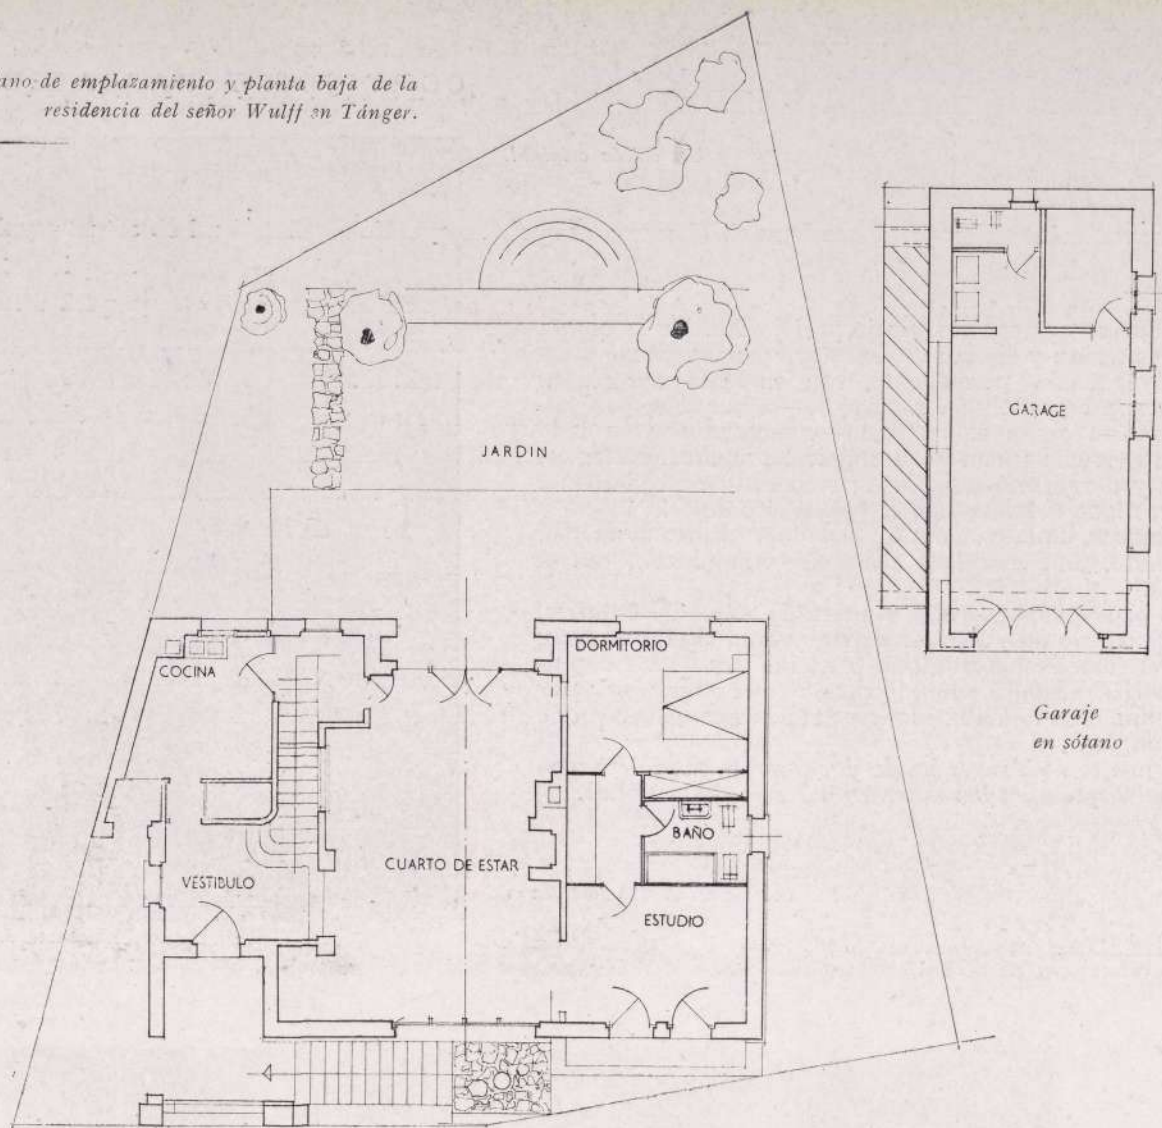 de emplazamiento y planta baja de la
residencia del señor Wulff en Tánger.
JARDIN
GARAGE
DORMITORIO
COCINA
Garaje
en sótano
BAÑO
CUARTO DE ESTAR
VESTIBULO
ESTUDIO